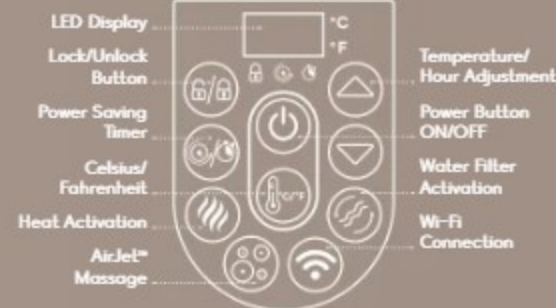 LED Display
°C
°F
Lock/Unlock
Button
Temperature/
Hour Adjustment
Power Saving
Timer
Power Button
ON/OFF
Celsius/
Fahrenheit
°C/°F
Water Filter
Activation
Heat Activation
Wi-Fi
Connection
AirJet™
Massage